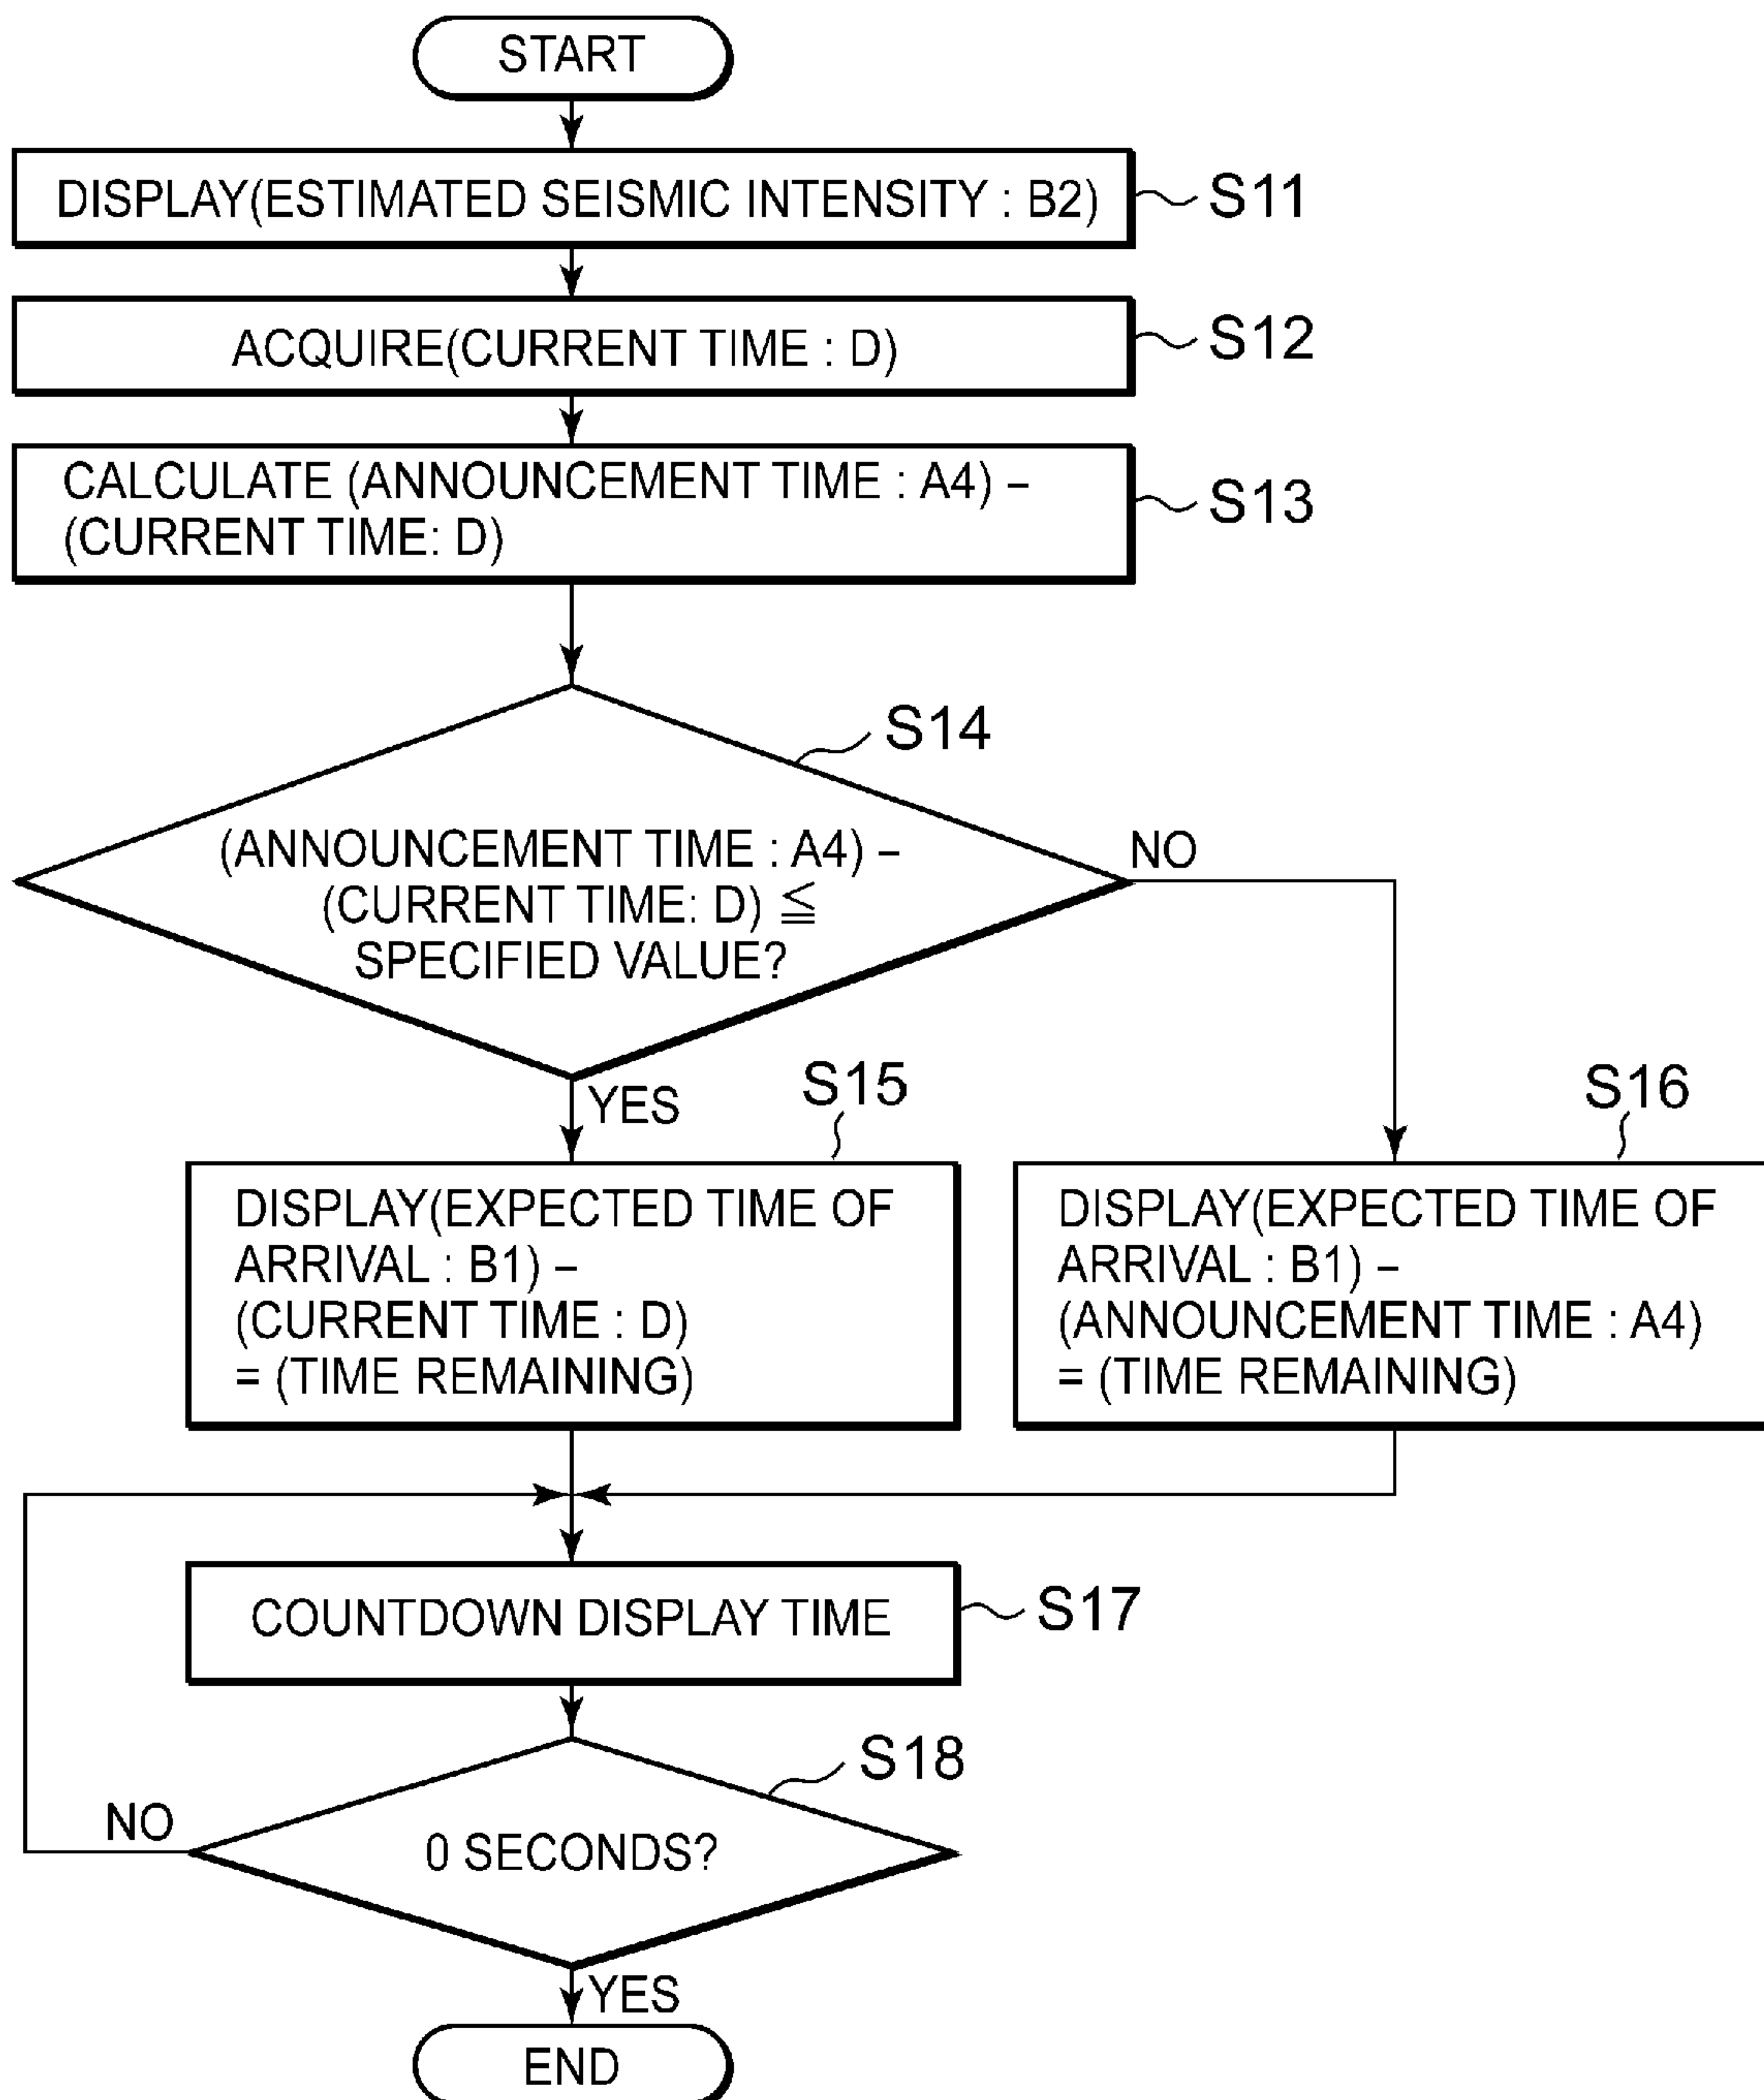 START
DISPLAY(ESTIMATED SEISMIC INTENSITY : B2)
S11
ACQUIRE(CURRENT TIME : D)
S12
CALCULATE (ANNOUNCEMENT TIME : A4) –
(CURRENT TIME: D)
S13
S14
(ANNOUNCEMENT TIME : A4) –
(CURRENT TIME: D) ≦
SPECIFIED VALUE?
NO
YES
S15
DISPLAY(EXPECTED TIME OF
ARRIVAL : B1) –
(CURRENT TIME : D)
= (TIME REMAINING)
S16
DISPLAY(EXPECTED TIME OF
ARRIVAL : B1) –
(ANNOUNCEMENT TIME : A4)
= (TIME REMAINING)
COUNTDOWN DISPLAY TIME
S17
S18
0 SECONDS?
NO
YES
END